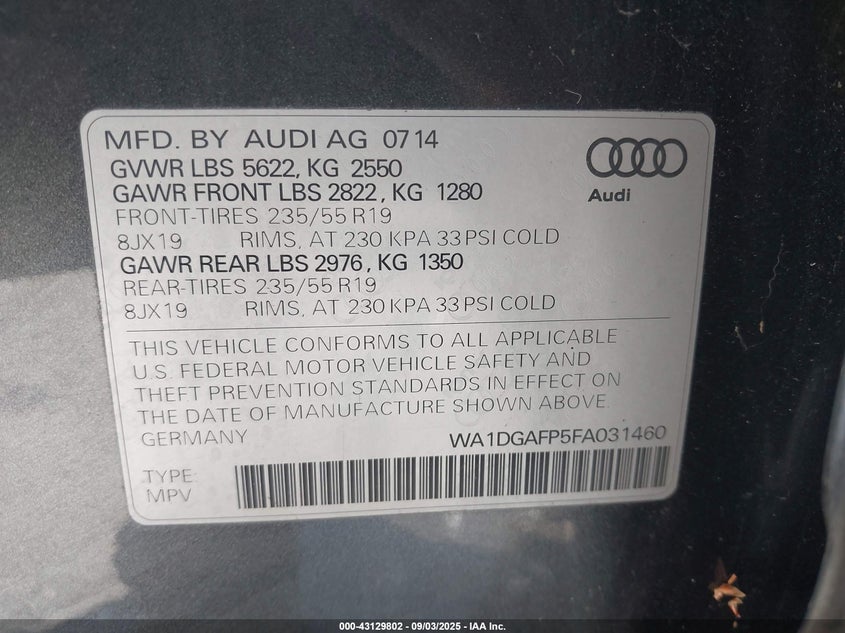 MFD. BY AUDI AG 07 14
GVWR LBS 5622, KG 2550
GAWR FRONT LBS 2822, KG 1280
FRONT-TIRES 235/55 R19
8JX19 RIMS, AT 230 KPA 33 PSI COLD
GAWR REAR LBS 2976, KG 1350
REAR-TIRES 235/55 R19
8JX19 RIMS, AT 230 KPA 33 PSI COLD
Audi
THIS VEHICLE CONFORMS TO ALL APPLICABLE
U.S. FEDERAL MOTOR VEHICLE SAFETY AND
THEFT PREVENTION STANDARDS IN EFFECT ON
THE DATE OF MANUFACTURE SHOWN ABOVE.
GERMANY WA1DGAFP5FA031460
TYPE:
MPV
000-43129802 - 09/03/2025 - IAA Inc.